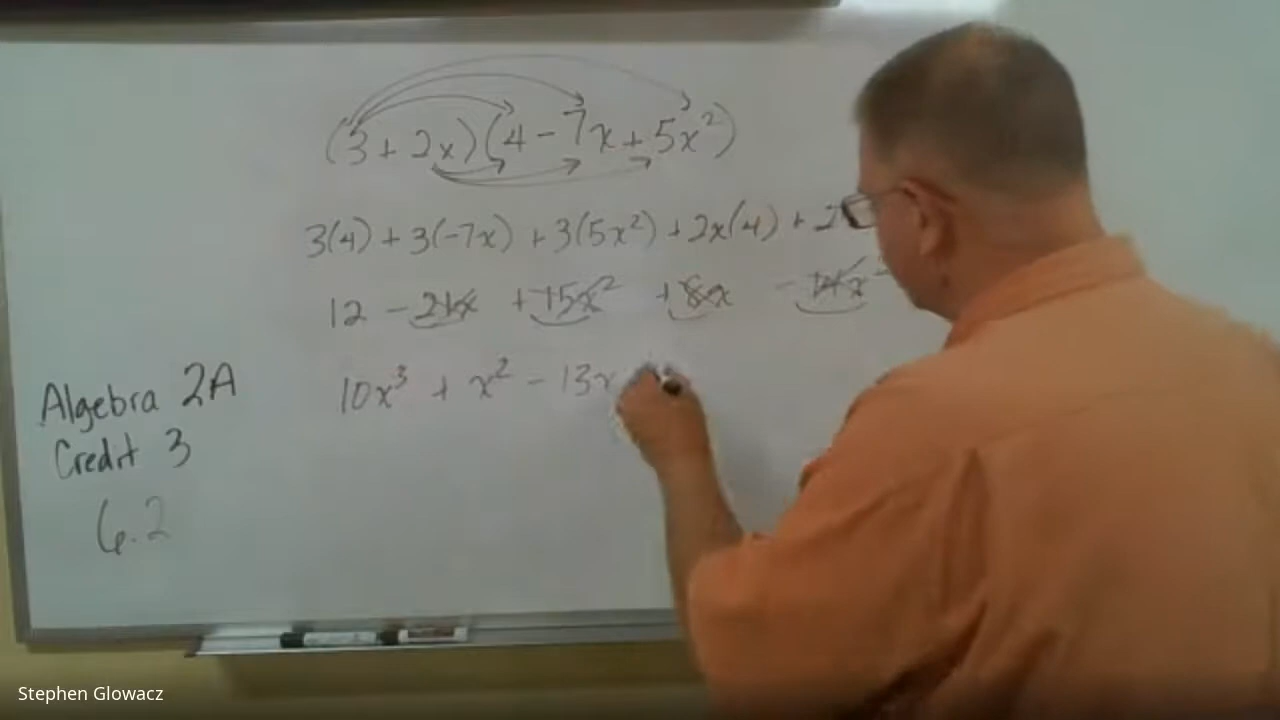 (3 + 2x)(4 - 7x + 5x²)
3(4) + 3(-7x) + 3(5x²) + 2x(4) + 2
12 - 21x + 15x² + 8x - 14x²
10x³ + x² - 13x
Algebra 2A
Credit 3
6.2
Stephen Glowacz